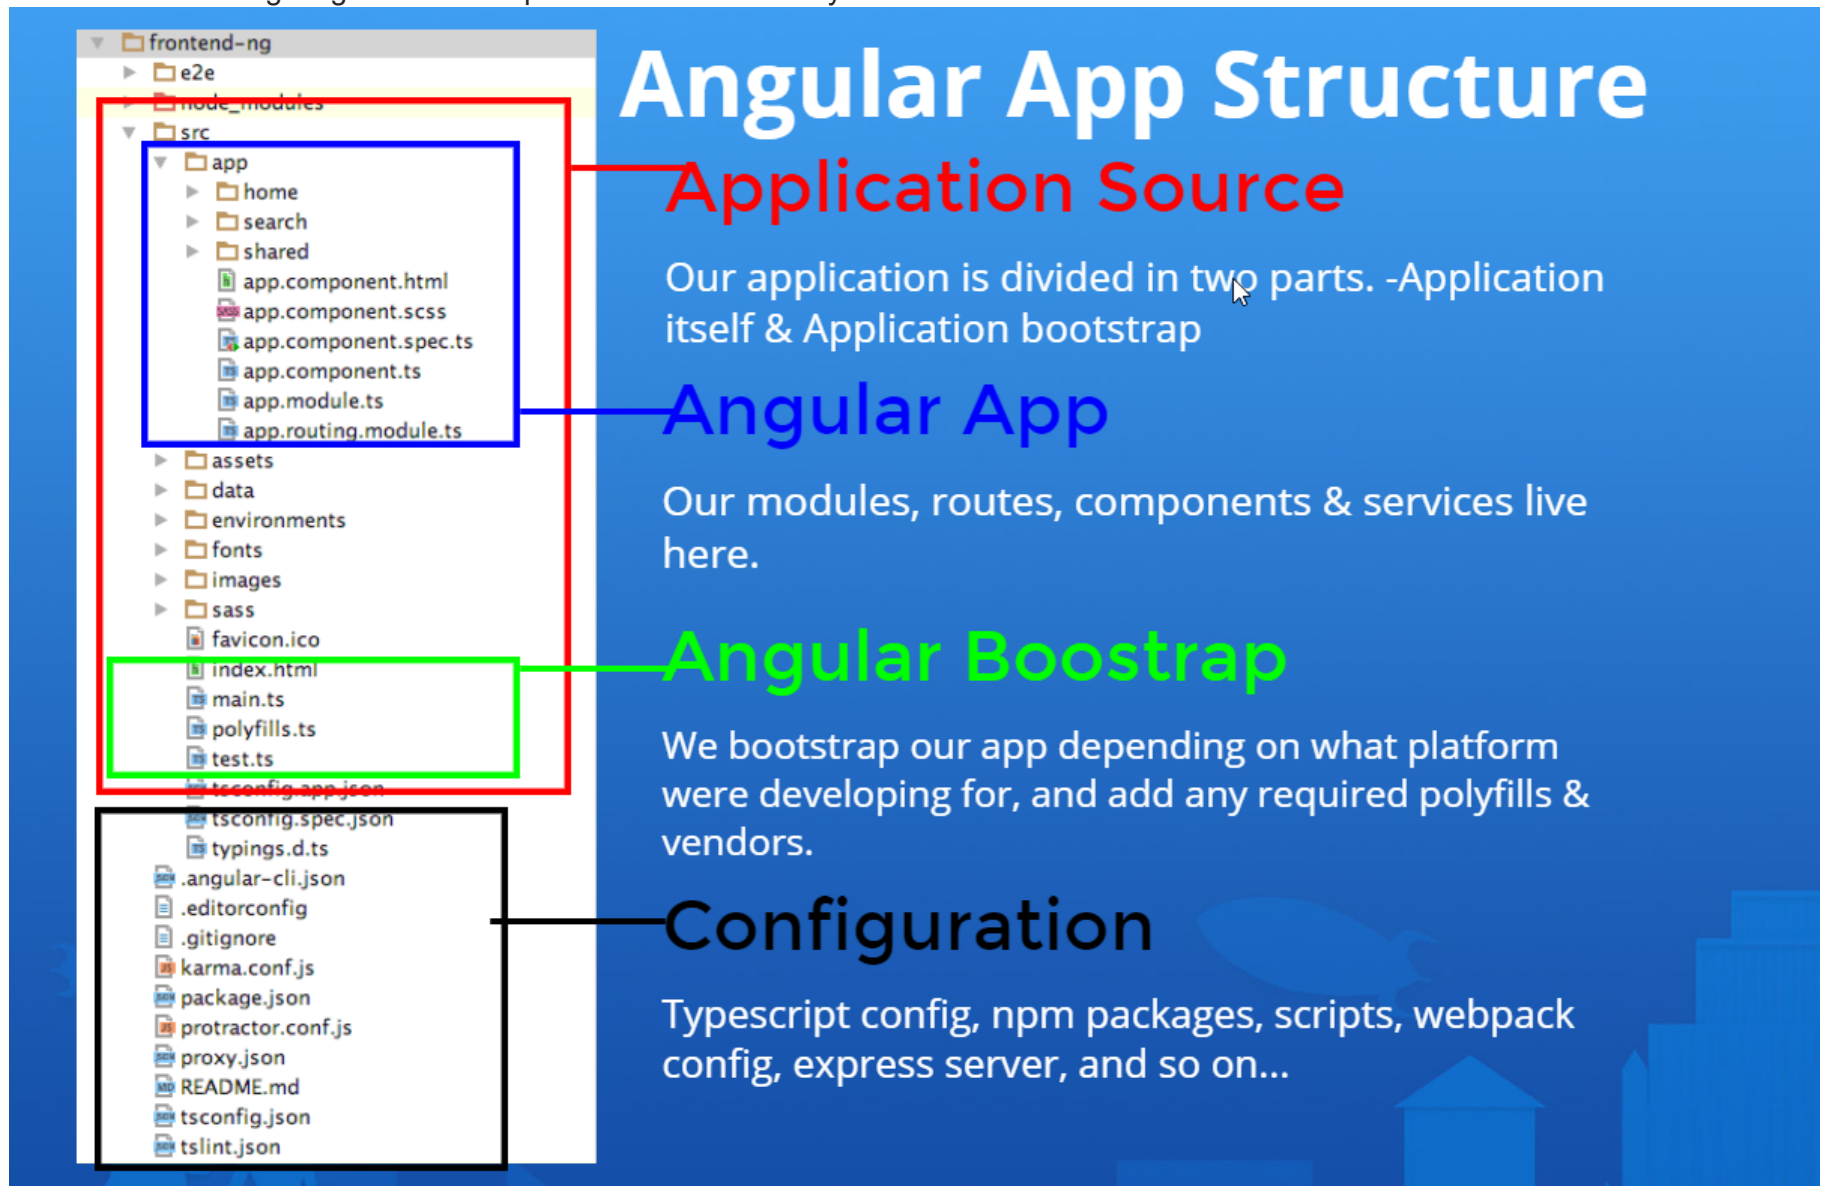 frontend-ng
e2e
node_modules
src
app
home
search
shared
app.component.html
app.component.scss
app.component.spec.ts
app.component.ts
app.module.ts
app.routing.module.ts
assets
data
environments
fonts
images
sass
favicon.ico
index.html
main.ts
polyfills.ts
test.ts
tsconfig.app.json
tsconfig.spec.json
typings.d.ts
.angular-cli.json
.editorconfig
.gitignore
karma.conf.js
package.json
protractor.conf.js
proxy.json
README.md
tsconfig.json
tslint.json
Angular App Structure
Application Source
Our application is divided in two parts. -Application
itself & Application bootstrap
Angular App
Our modules, routes, components & services live
here.
Angular Boostrap
We bootstrap our app depending on what platform
were developing for, and add any required polyfills &
vendors.
Configuration
Typescript config, npm packages, scripts, webpack
config, express server, and so on...